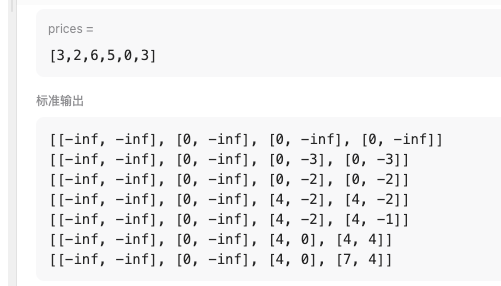 prices =
[3,2,6,5,0,3]
标准输出
[[-inf, -inf], [0, -inf], [0, -inf], [0, -inf]]
[[-inf, -inf], [0, -inf], [0, -3], [0, -3]]
[[-inf, -inf], [0, -inf], [0, -2], [0, -2]]
[[-inf, -inf], [0, -inf], [4, -2], [4, -2]]
[[-inf, -inf], [0, -inf], [4, -2], [4, -1]]
[[-inf, -inf], [0, -inf], [4, 0], [4, 4]]
[[-inf, -inf], [0, -inf], [4, 0], [7, 4]]